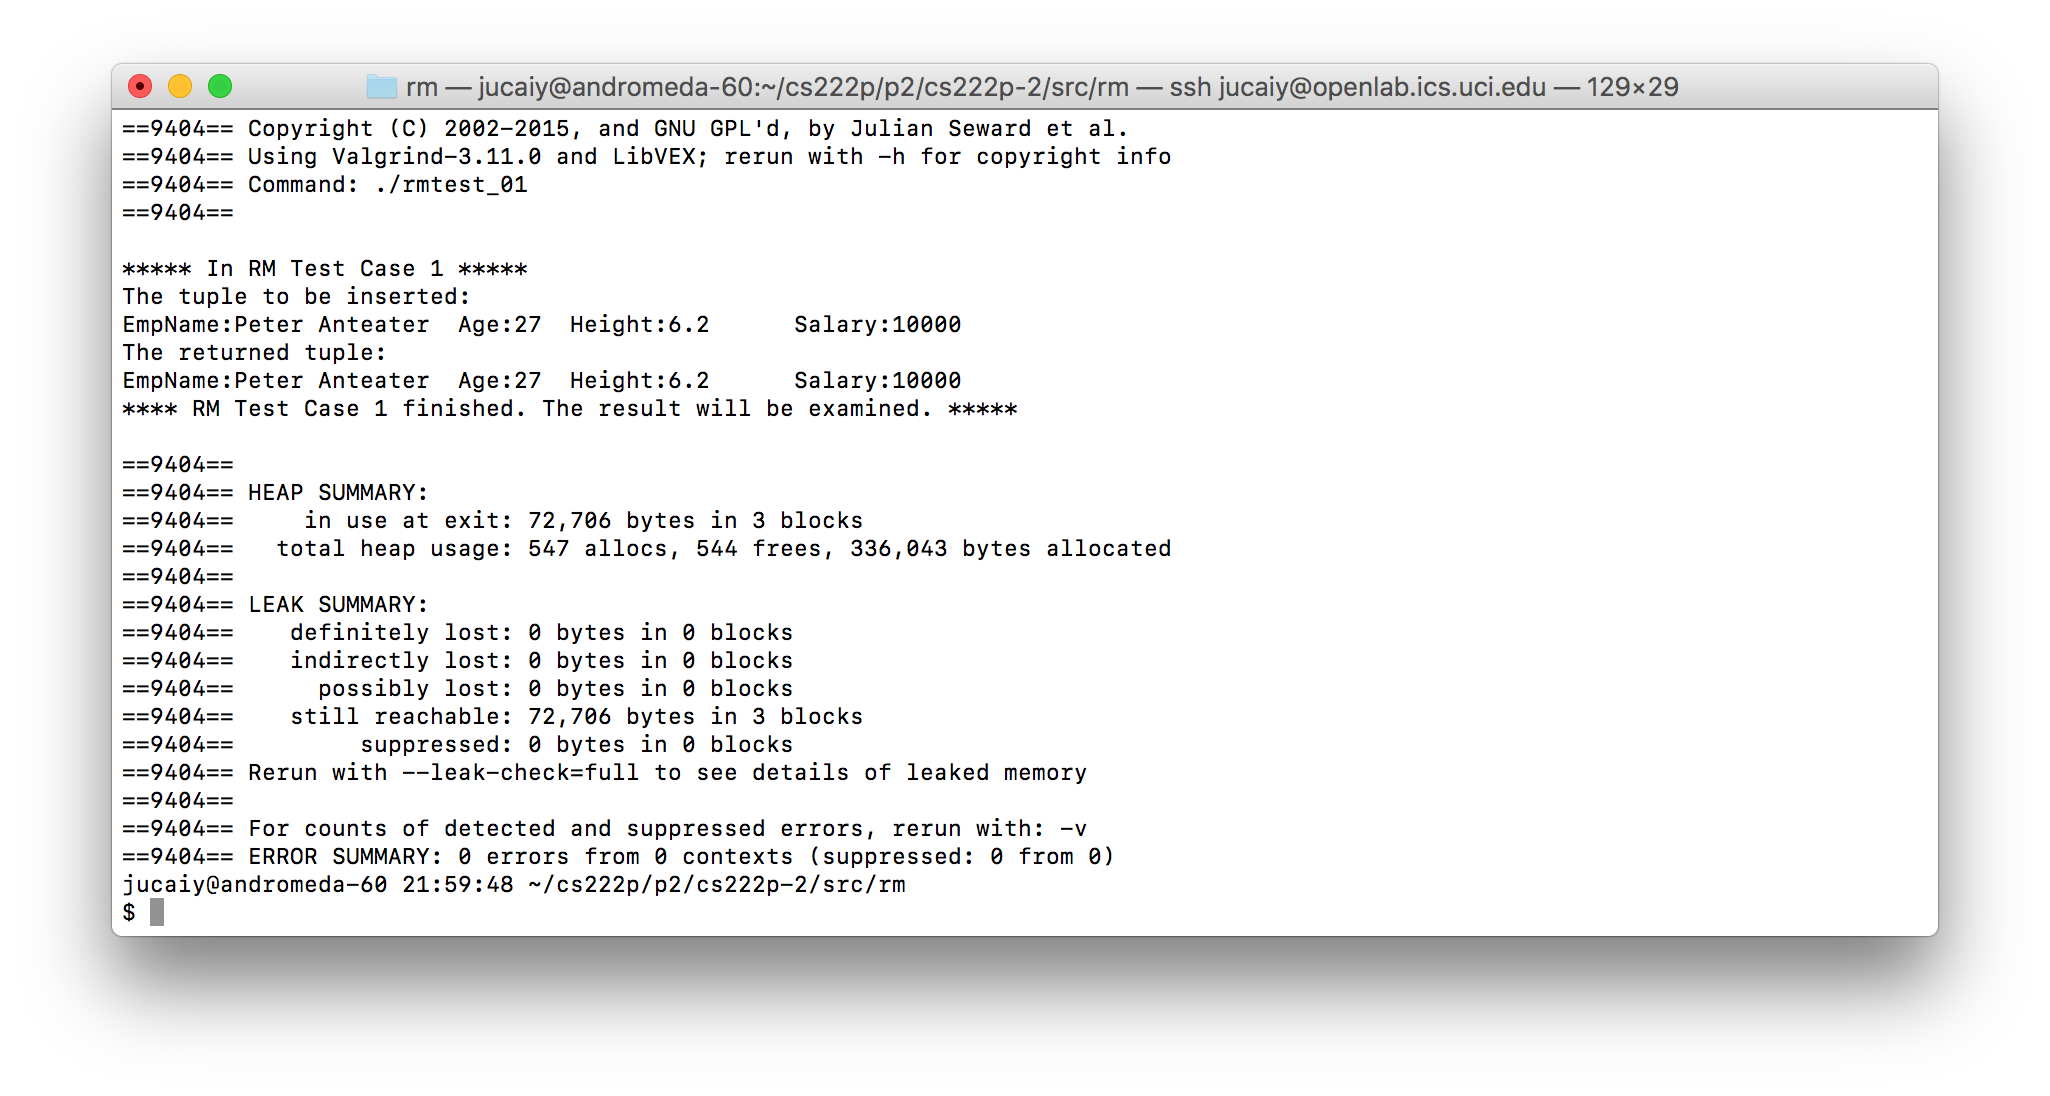 rm — jucaiy@andromeda-60:~/cs222p/p2/cs222p-2/src/rm — ssh jucaiy@openlab.ics.uci.edu — 129×29
==9404== Copyright (C) 2002-2015, and GNU GPL'd, by Julian Seward et al.
==9404== Using Valgrind-3.11.0 and LibVEX; rerun with -h for copyright info
==9404== Command: ./rmtest_01
==9404==
***** In RM Test Case 1 *****
The tuple to be inserted:
EmpName:Peter Anteater  Age:27  Height:6.2      Salary:10000
The returned tuple:
EmpName:Peter Anteater  Age:27  Height:6.2      Salary:10000
**** RM Test Case 1 finished. The result will be examined. *****
==9404==
==9404== HEAP SUMMARY:
==9404==     in use at exit: 72,706 bytes in 3 blocks
==9404==   total heap usage: 547 allocs, 544 frees, 336,043 bytes allocated
==9404==
==9404== LEAK SUMMARY:
==9404==    definitely lost: 0 bytes in 0 blocks
==9404==    indirectly lost: 0 bytes in 0 blocks
==9404==      possibly lost: 0 bytes in 0 blocks
==9404==    still reachable: 72,706 bytes in 3 blocks
==9404==         suppressed: 0 bytes in 0 blocks
==9404== Rerun with --leak-check=full to see details of leaked memory
==9404==
==9404== For counts of detected and suppressed errors, rerun with: -v
==9404== ERROR SUMMARY: 0 errors from 0 contexts (suppressed: 0 from 0)
jucaiy@andromeda-60 21:59:48 ~/cs222p/p2/cs222p-2/src/rm
$